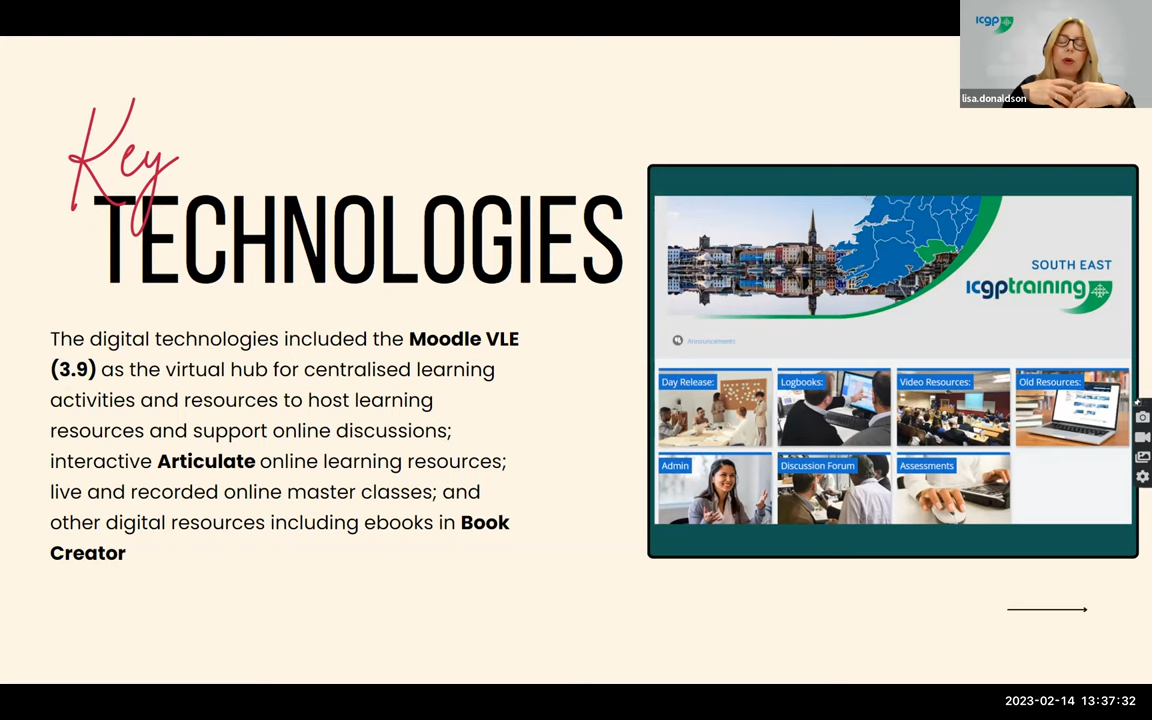 icgp
lisa.donaldson
Key
TECHNOLOGIES
The digital technologies included the Moodle VLE
(3.9) as the virtual hub for centralised learning
activities and resources to host learning
resources and support online discussions;
interactive Articulate online learning resources;
live and recorded online master classes; and
other digital resources including ebooks in Book
Creator
SOUTH EAST
icgptraining
Announcements
Day Release:
Logbooks:
Video Resources:
Old Resources:
Admin
Discussion Forum
Assessments
2023-02-14 13:37:32